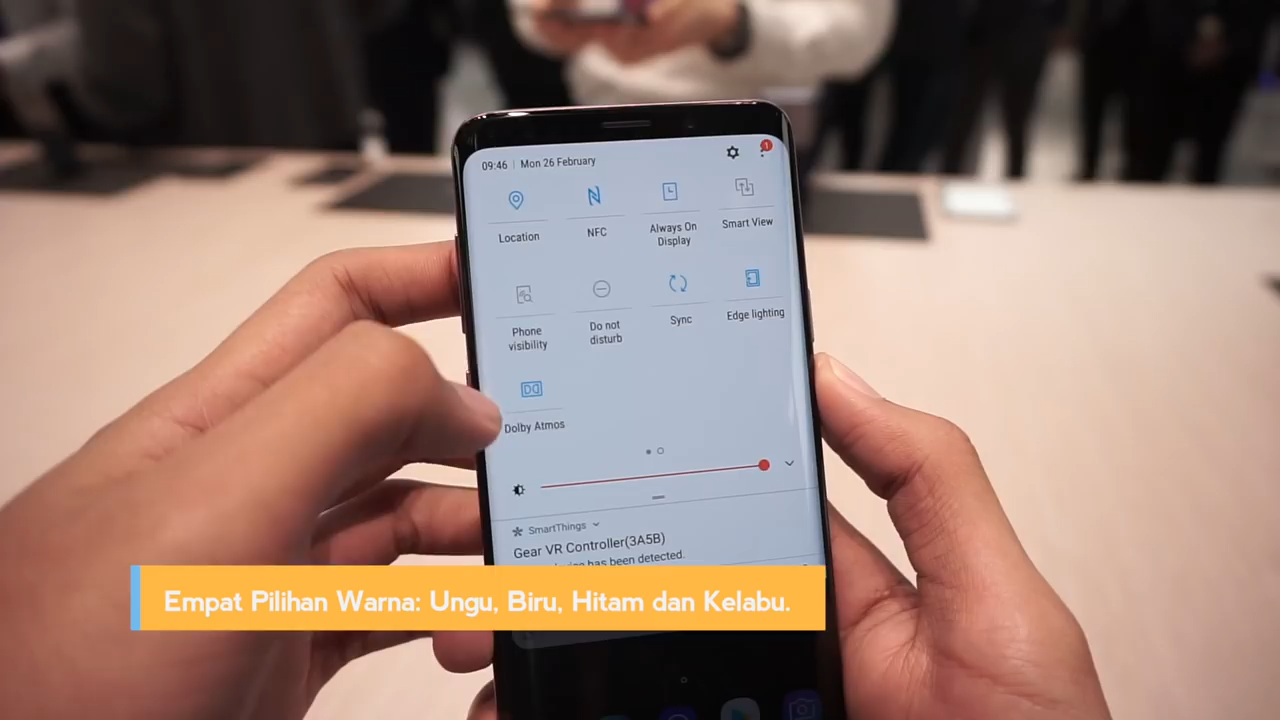 09:46 | Mon 26 February
1
Location
NFC
Always On
Display
Smart View
Phone
visibility
Do not
disturb
Sync
Edge lighting
Dolby Atmos
SmartThings
Gear VR Controller(3A5B)
has been detected.
Empat Pilihan Warna: Ungu, Biru, Hitam dan Kelabu.